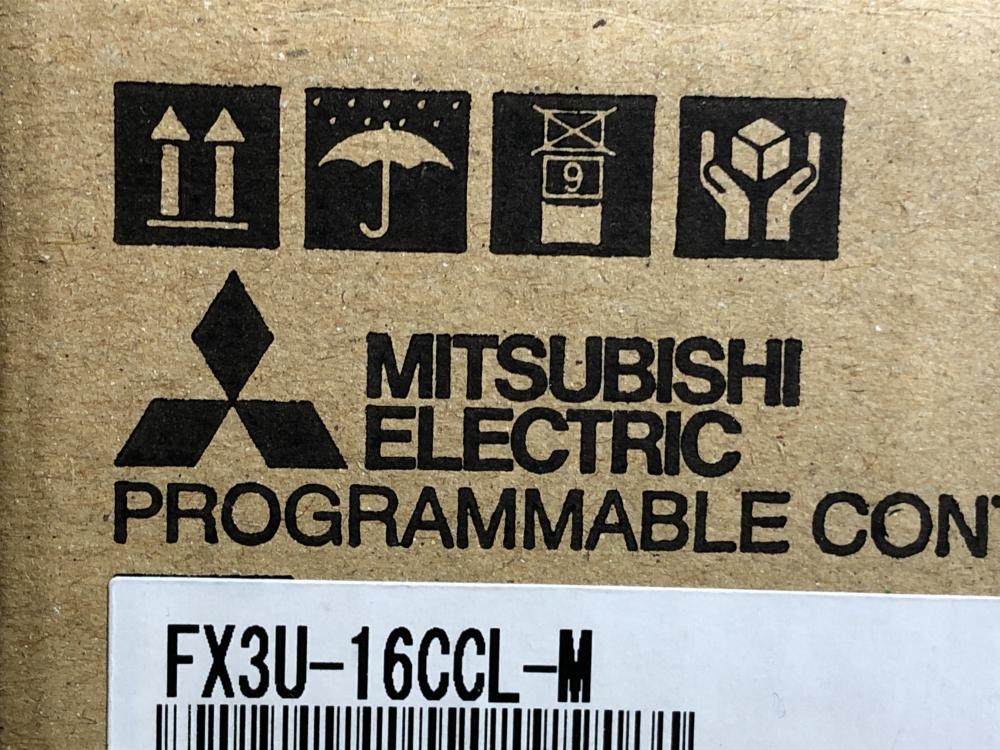 9
MITSUBISHI
ELECTRIC
PROGRAMMABLE CONT
FX3U-16CCL-M